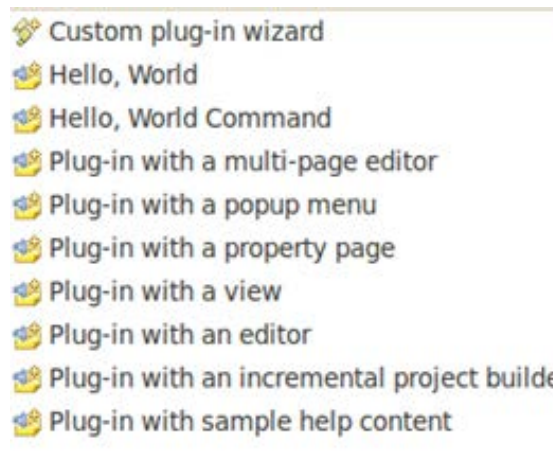 Custom plug-in wizard
Hello, World
Hello, World Command
Plug-in with a multi-page editor
Plug-in with a popup menu
Plug-in with a property page
Plug-in with a view
Plug-in with an editor
Plug-in with an incremental project builde
Plug-in with sample help content